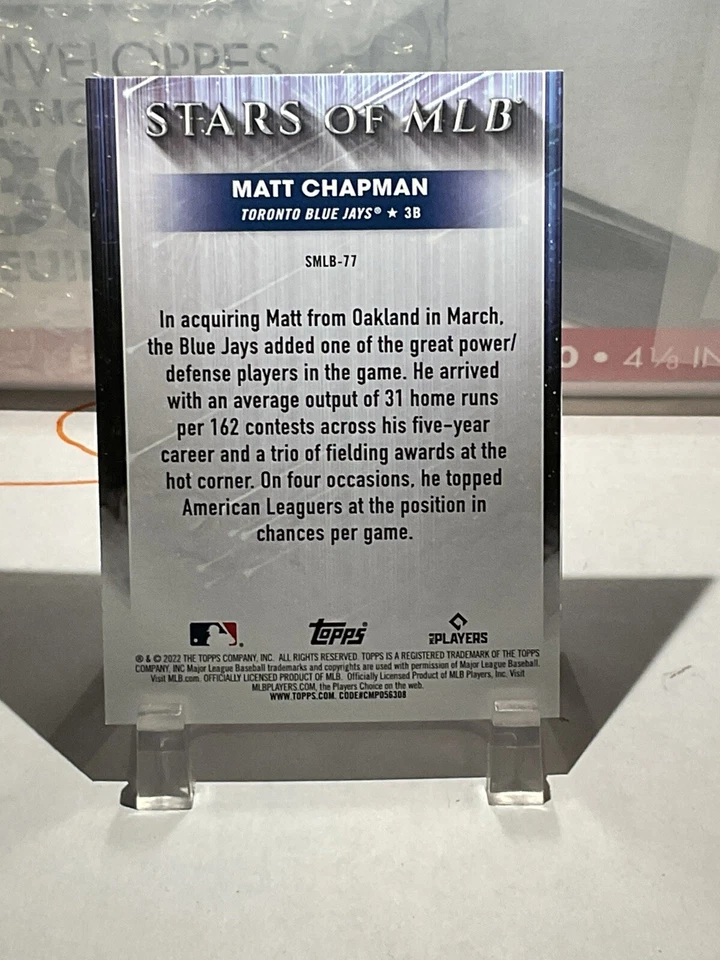 STARS OF MLB®
MATT CHAPMAN
TORONTO BLUE JAYS® ★ 3B
SMLB-77
In acquiring Matt from Oakland in March,
the Blue Jays added one of the great power/
defense players in the game. He arrived
with an average output of 31 home runs
per 162 contests across his five-year
career and a trio of fielding awards at the
hot corner. On four occasions, he topped
American Leaguers at the position in
chances per game.
Topps
PLAYERS
® & © 2022 THE TOPPS COMPANY, INC. ALL RIGHTS RESERVED. TOPPS IS A REGISTERED TRADEMARK OF THE TOPPS
COMPANY, INC Major League Baseball trademarks and copyrights are used with permission of Major League Baseball.
Visit MLB.com. OFFICIALLY LICENSED PRODUCT OF MLB. Officially Licensed Product of MLB Players, Inc. Visit
MLBPLAYERS.COM, the Players Choice on the web.
WWW.TOPPS.COM. CODE#CMP056308
ENVELOPPES
4 1/8 IN